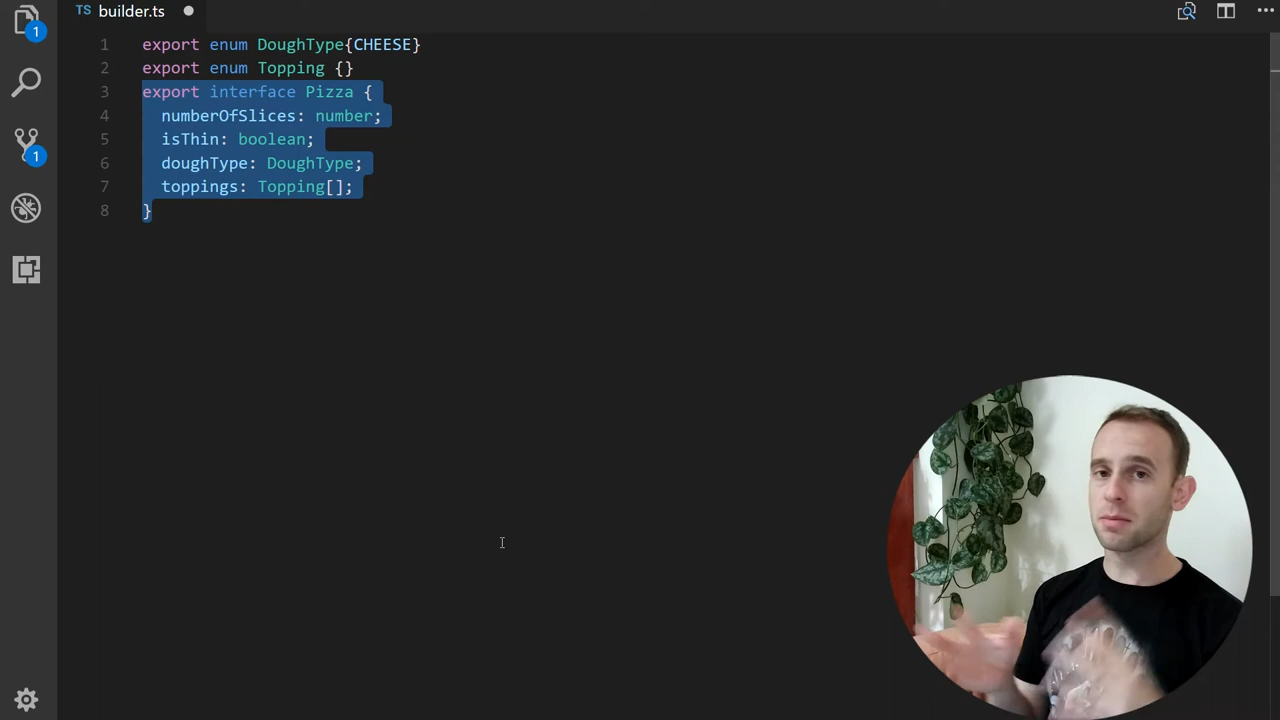 TS builder.ts
1
1
1 export enum DoughType{CHEESE}
2 export enum Topping {}
3 export interface Pizza {
4 numberOfSlices: number;
5 isThin: boolean;
6 doughType: DoughType;
7 toppings: Topping[];
8 }